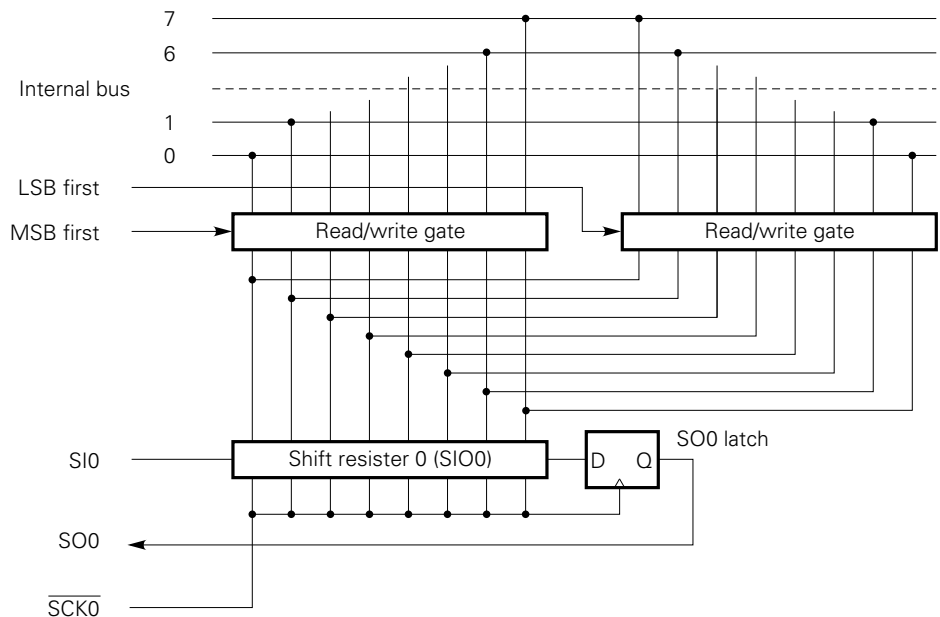 7
6
Internal bus
1
0
LSB first
MSB first
Read/write gate
Read/write gate
SO0 latch
SI0
Shift resister 0 (SIO0)
D Q
SO0
SCK0